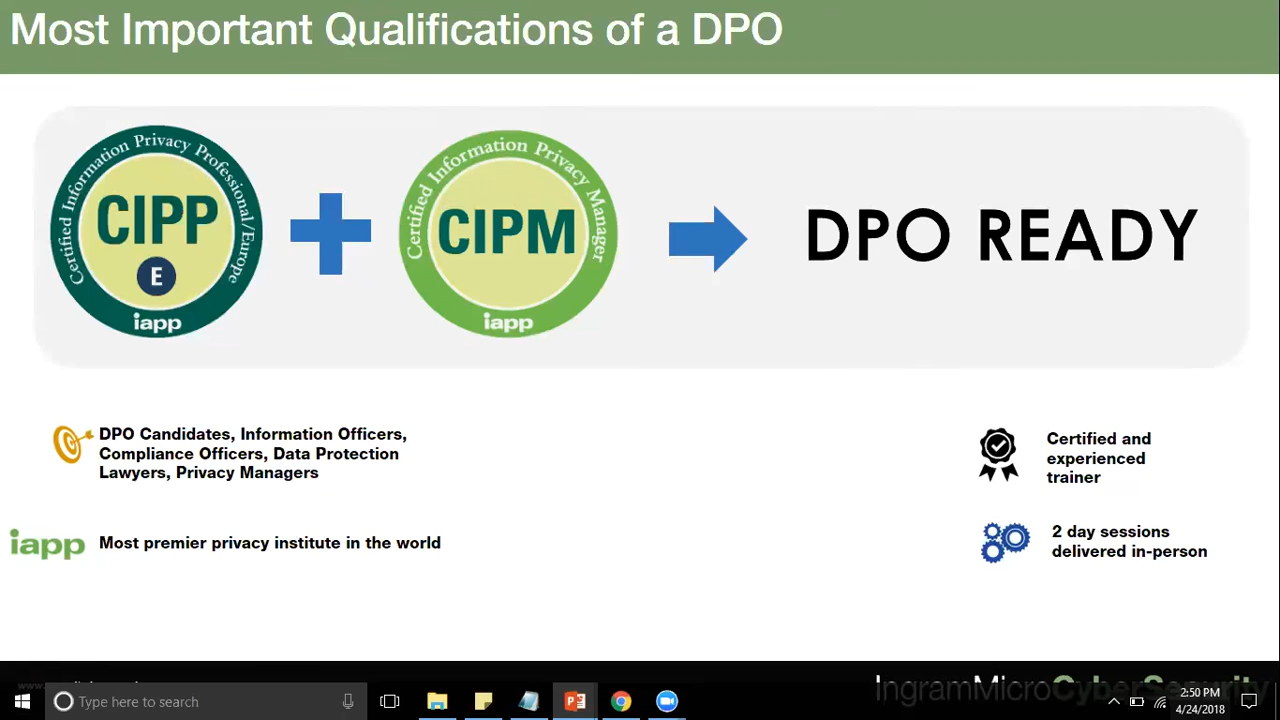 Most Important Qualifications of a DPO
Certified Information Privacy Professional/Europe
CIPP
E
iapp
Certified Information Privacy Manager
CIPM
iapp
DPO READY
DPO Candidates, Information Officers,
Compliance Officers, Data Protection
Lawyers, Privacy Managers
Certified and
experienced
trainer
iapp
Most premier privacy institute in the world
2 day sessions
delivered in-person
IngramMicroCyberSecurity
Type here to search
2:50 PM
4/24/2018